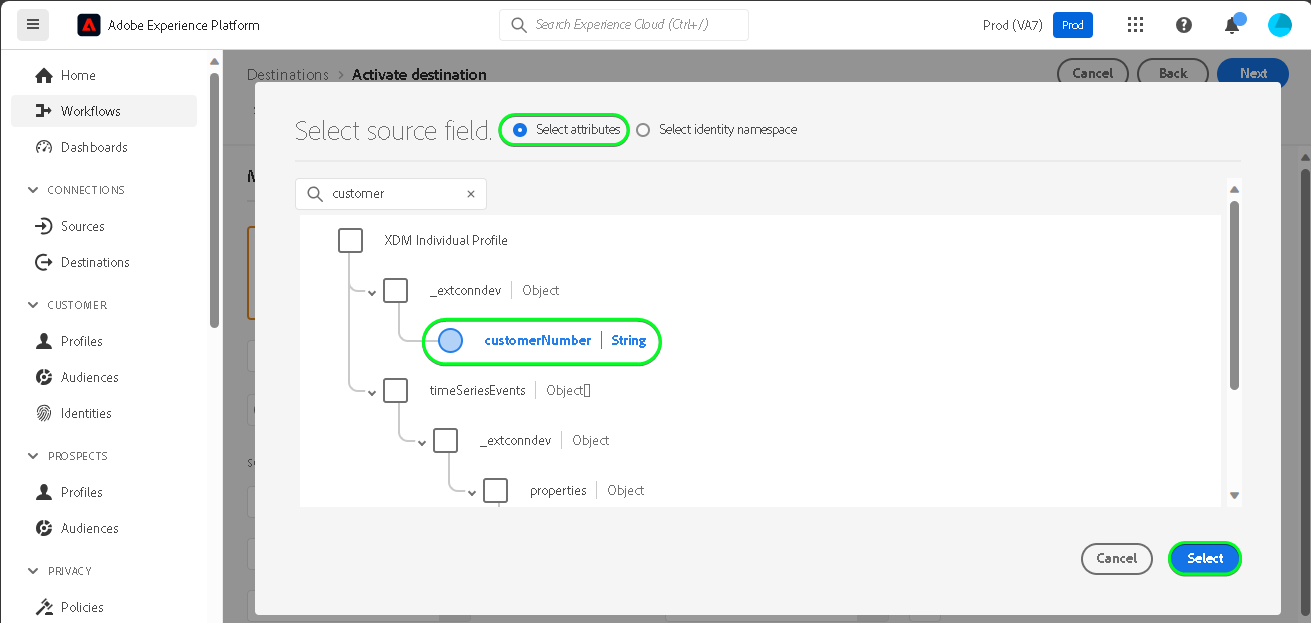 Adobe Experience Platform
Search Experience Cloud (Ctrl+/)
Prod (VA7)
Prod
Home
Workflows
Dashboards
CONNECTIONS
Sources
Destinations
CUSTOMER
Profiles
Audiences
Identities
PROSPECTS
Profiles
Audiences
PRIVACY
Policies
Destinations > Activate destination
Cancel
Back
Next
Select source field.
Select attributes
Select identity namespace
customer
XDM Individual Profile
_extconndev | Object
customerNumber | String
timeSeriesEvents | Object[]
_extconndev | Object
properties | Object
Cancel
Select